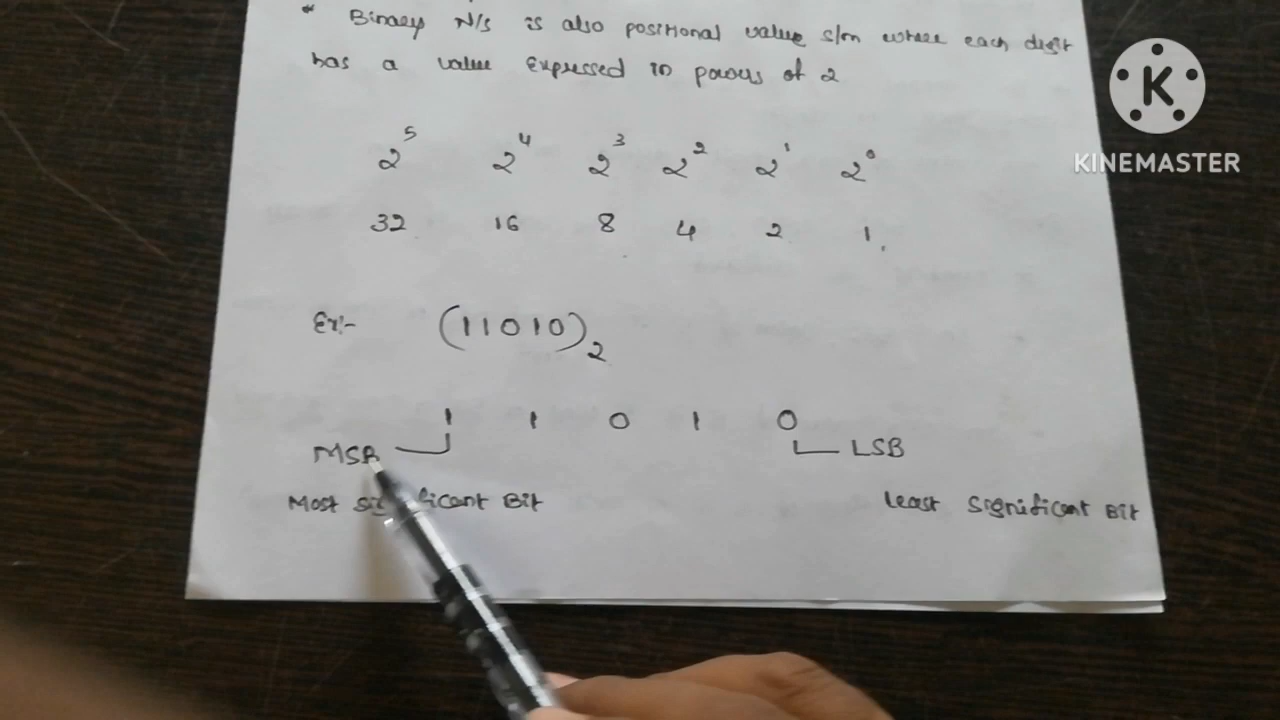 * Binary N/s is also positional value s/m where each digit
has a value expressed in powers of 2
2^5 2^4 2^3 2^2 2^1 2^0
32 16 8 4 2 1
Ex:- (11010)_2
1 1 0 1 0
MSB LSB
Most significant Bit Least significant Bit
K
KINEMASTER